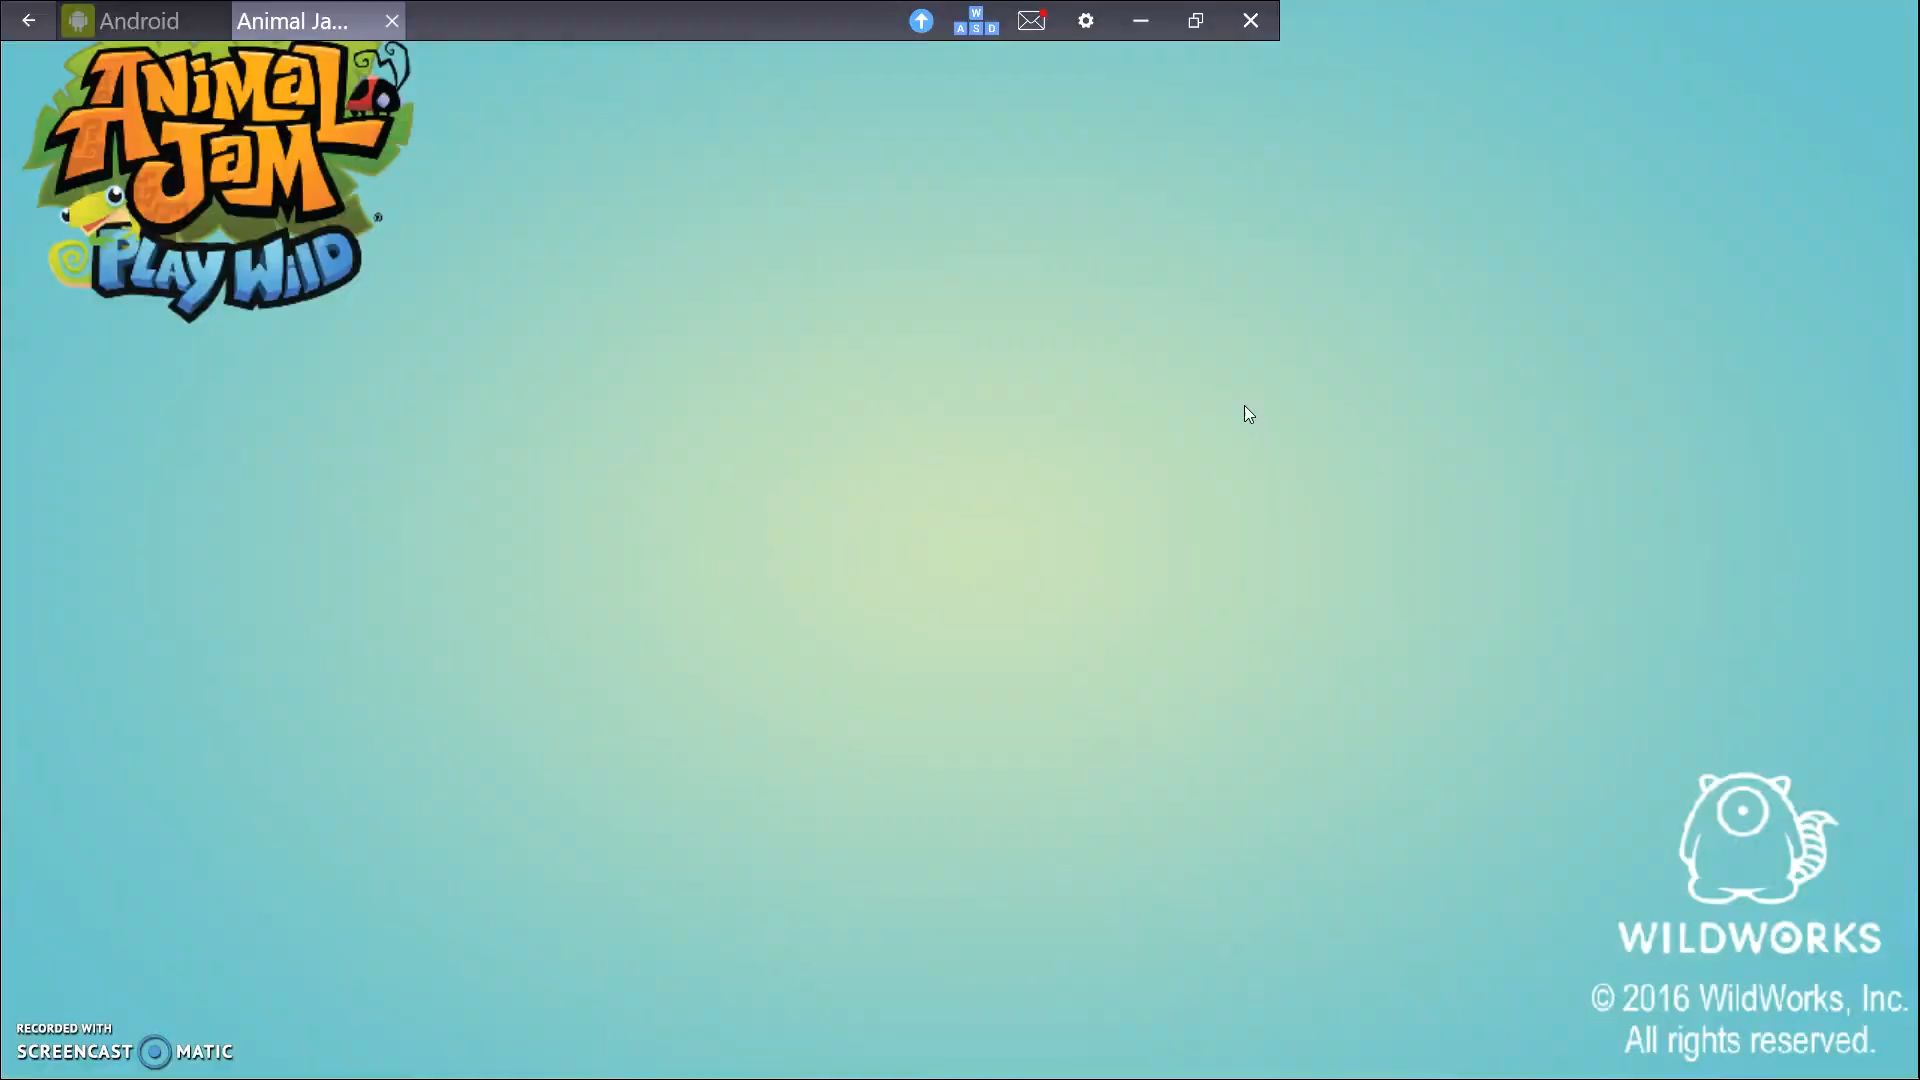 Android
Animal Ja...
W
A S D
ANIMAL
JAM
®
PLAY WILD
WILDWORKS
© 2016 WildWorks, Inc.
All rights reserved.
RECORDED WITH
SCREENCAST MATIC